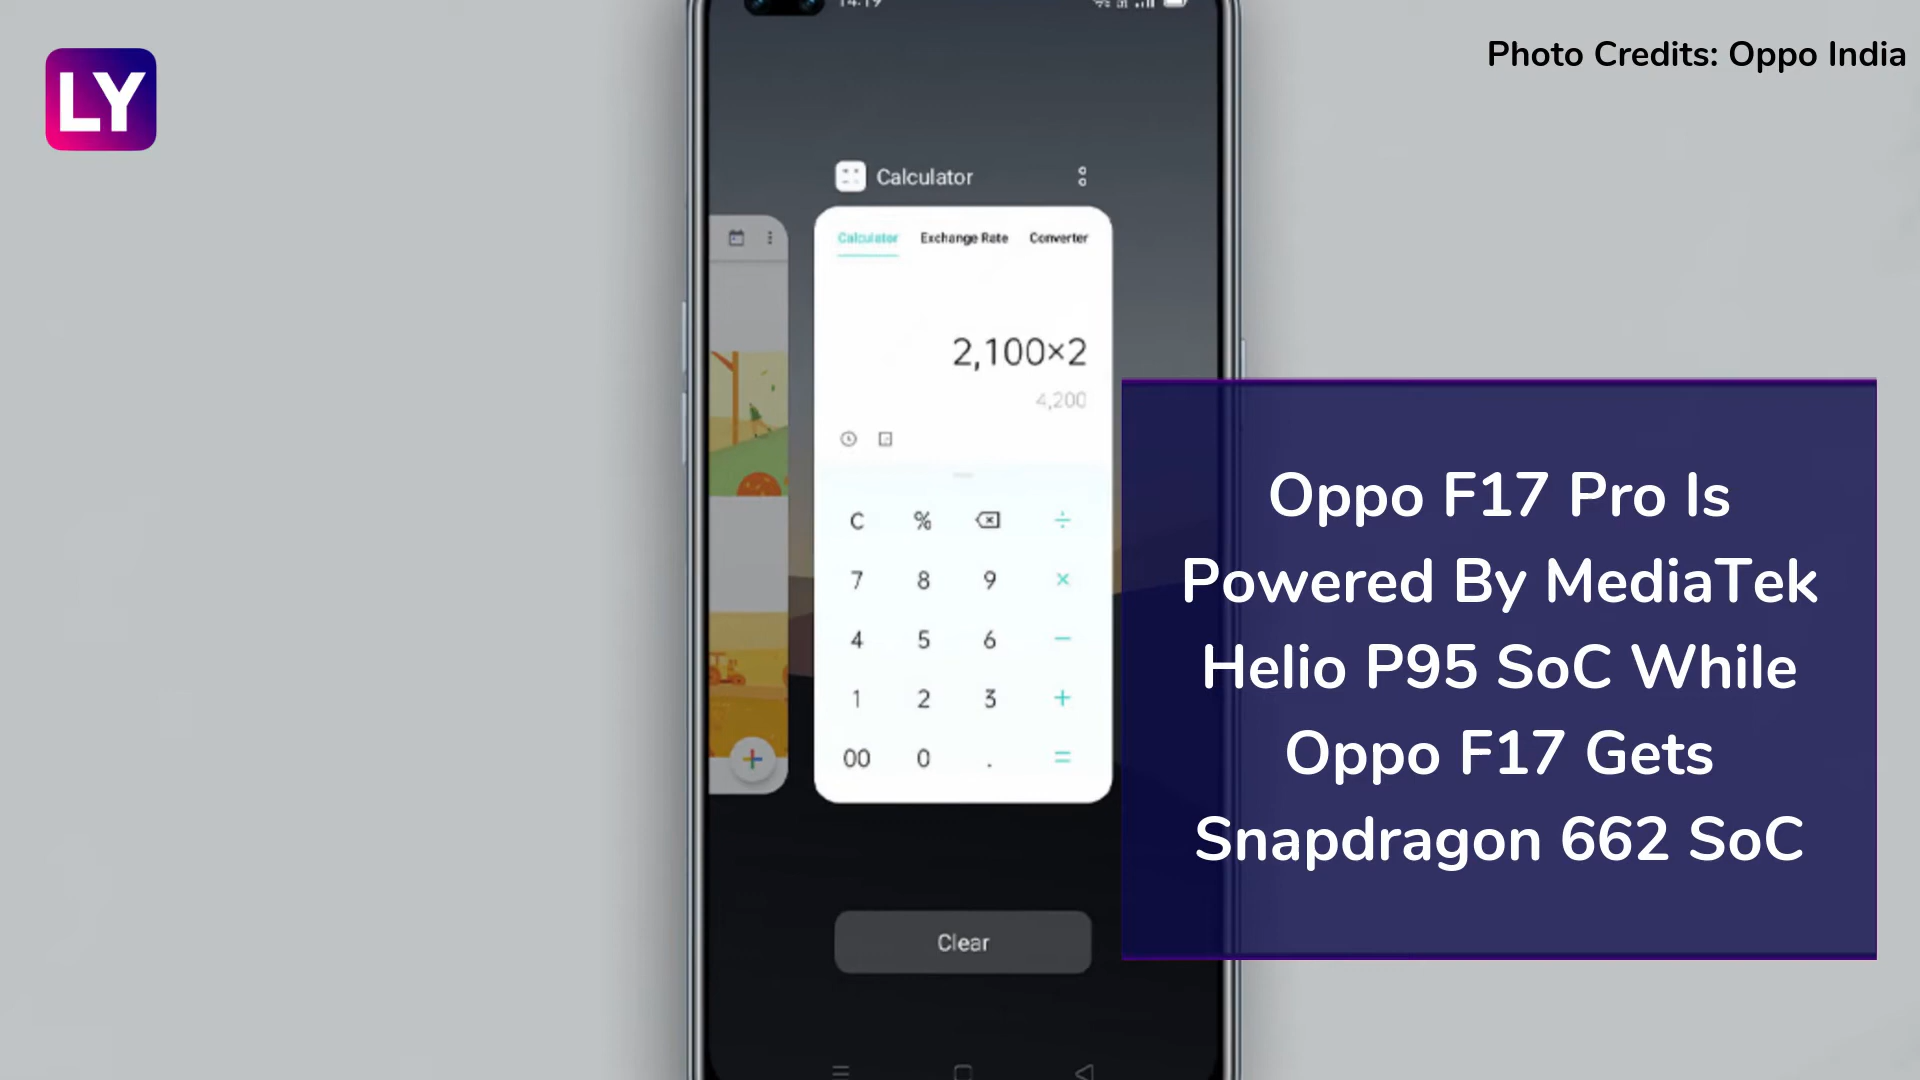 14:19
LY
Photo Credits: Oppo India
Calculator
Calculator Exchange Rate Converter
2,100×2
4,200
C % ÷
7 8 9 ×
4 5 6 −
1 2 3 +
00 0 . =
Clear
Oppo F17 Pro Is
Powered By MediaTek
Helio P95 SoC While
Oppo F17 Gets
Snapdragon 662 SoC